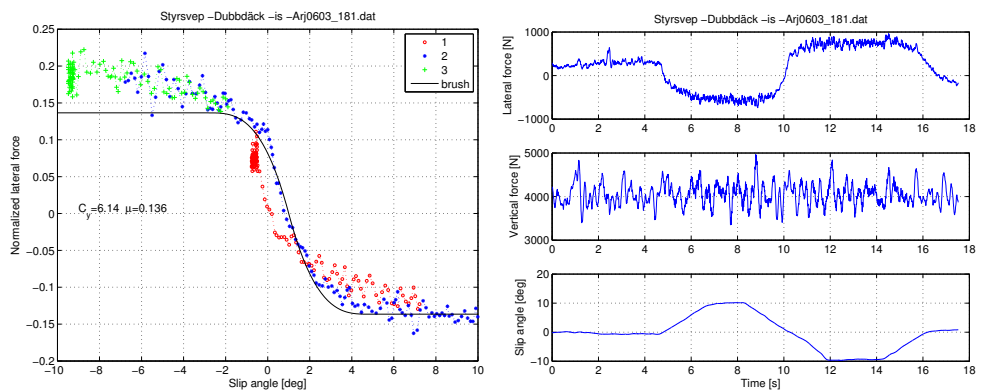 Styrsvep −Dubbdäck −is −Arj0603_181.dat
0.25
0.2
0.15
0.1
0.05
0
−0.05
−0.1
−0.15
−0.2
Normalized lateral force
1
2
3
brush
C_y=6.14 μ=0.136
−10 −8 −6 −4 −2 0 2 4 6 8 10
Slip angle [deg]
Styrsvep −Dubbdäck −is −Arj0603_181.dat
1000
0
−1000
Lateral force [N]
0 2 4 6 8 10 12 14 16 18
5000
4000
3000
Vertical force [N]
0 2 4 6 8 10 12 14 16 18
20
10
0
−10
Slip angle [deg]
0 2 4 6 8 10 12 14 16 18
Time [s]